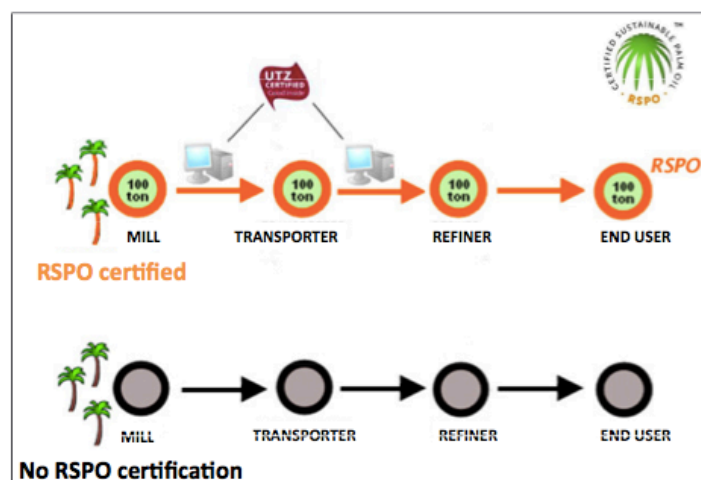 CERTIFIED SUSTAINABLE PALM OIL
TM
· RSPO ·
UTZ
CERTIFIED
RSPO
100
ton
100
ton
100
ton
100
ton
MILL
TRANSPORTER
REFINER
END USER
RSPO certified
MILL
TRANSPORTER
REFINER
END USER
No RSPO certification